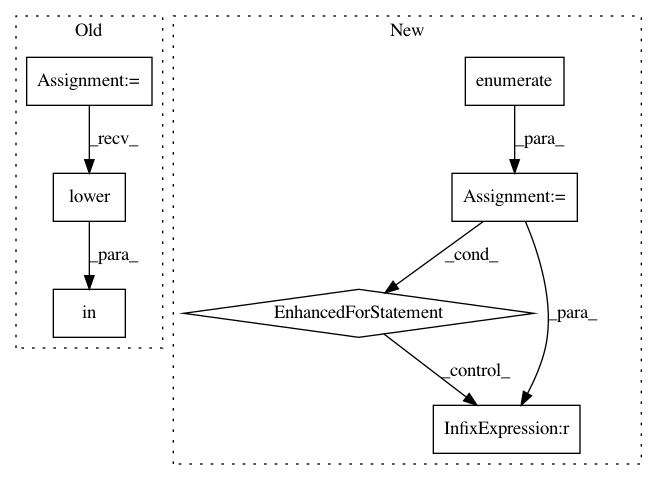 Old
Assignment:=
_recv_
lower
_para_
in
New
enumerate
_para_
Assignment:=
_cond_
EnhancedForStatement
_para_
_control_
InfixExpression:r